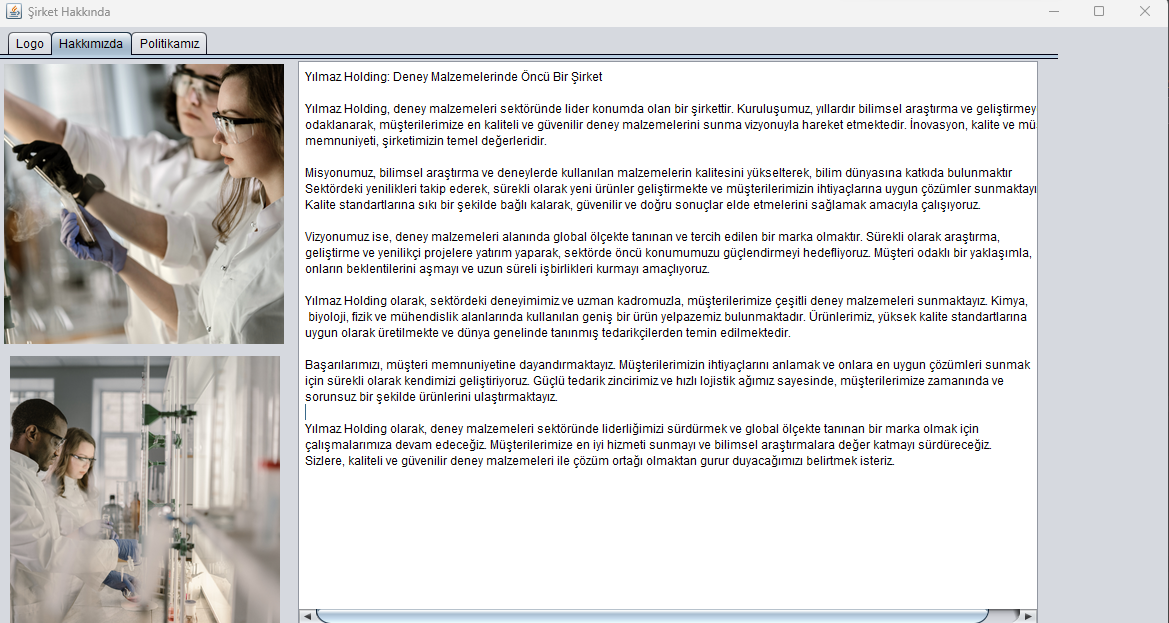 Şirket Hakkında
Logo
Hakkımızda
Politikamız
Yılmaz Holding: Deney Malzemelerinde Öncü Bir Şirket
Yılmaz Holding, deney malzemeleri sektöründe lider konumda olan bir şirkettir. Kuruluşumuz, yıllardır bilimsel araştırma ve geliştirmey
odaklanarak, müşterilerimize en kaliteli ve güvenilir deney malzemelerini sunma vizyonuyla hareket etmektedir. İnovasyon, kalite ve mü
memnuniyeti, şirketimizin temel değerleridir.
Misyonumuz, bilimsel araştırma ve deneylerde kullanılan malzemelerin kalitesini yükselterek, bilim dünyasına katkıda bulunmaktır
Sektördeki yenilikleri takip ederek, sürekli olarak yeni ürünler geliştirmekte ve müşterilerimizin ihtiyaçlarına uygun çözümler sunmaktayı
Kalite standartlarına sıkı bir şekilde bağlı kalarak, güvenilir ve doğru sonuçlar elde etmelerini sağlamak amacıyla çalışıyoruz.
Vizyonumuz ise, deney malzemeleri alanında global ölçekte tanınan ve tercih edilen bir marka olmaktır. Sürekli olarak araştırma,
geliştirme ve yenilikçi projelere yatırım yaparak, sektörde öncü konumumuzu güçlendirmeyi hedefliyoruz. Müşteri odaklı bir yaklaşımla,
onların beklentilerini aşmayı ve uzun süreli işbirlikleri kurmayı amaçlıyoruz.
Yılmaz Holding olarak, sektördeki deneyimimiz ve uzman kadromuzla, müşterilerimize çeşitli deney malzemeleri sunmaktayız. Kimya,
biyoloji, fizik ve mühendislik alanlarında kullanılan geniş bir ürün yelpazemiz bulunmaktadır. Ürünlerimiz, yüksek kalite standartlarına
uygun olarak üretilmekte ve dünya genelinde tanınmış tedarikçilerden temin edilmektedir.
Başarılarımızı, müşteri memnuniyetine dayandırmaktayız. Müşterilerimizin ihtiyaçlarını anlamak ve onlara en uygun çözümleri sunmak
için sürekli olarak kendimizi geliştiriyoruz. Güçlü tedarik zincirimiz ve hızlı lojistik ağımız sayesinde, müşterilerimize zamanında ve
sorunsuz bir şekilde ürünlerini ulaştırmaktayız.
Yılmaz Holding olarak, deney malzemeleri sektöründe liderliğimizi sürdürmek ve global ölçekte tanınan bir marka olmak için
çalışmalarımıza devam edeceğiz. Müşterilerimize en iyi hizmeti sunmayı ve bilimsel araştırmalara değer katmayı sürdüreceğiz.
Sizlere, kaliteli ve güvenilir deney malzemeleri ile çözüm ortağı olmaktan gurur duyacağımızı belirtmek isteriz.